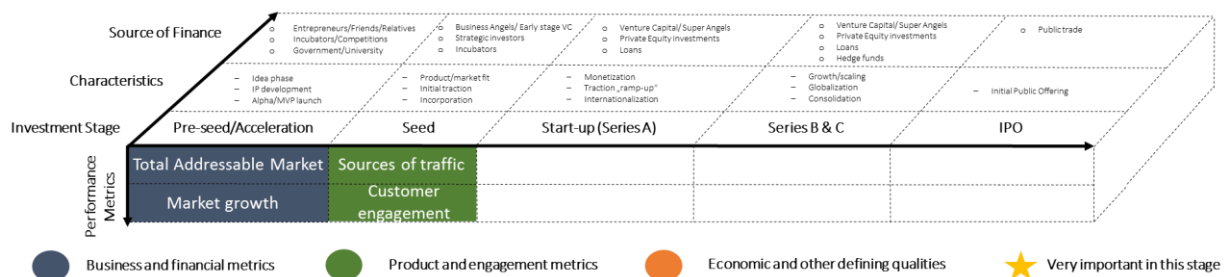 Source of Finance
o Entrepreneurs/Friends/Relatives
o Incubators/Competitions
o Government/University
o Business Angels/ Early stage VC
o Strategic investors
o Incubators
o Venture Capital/ Super Angels
o Private Equity investments
o Loans
o Venture Capital/ Super Angels
o Private Equity investments
o Loans
o Hedge funds
o Public trade
Characteristics
– Idea phase
– IP development
– Alpha/MVP launch
– Product/market fit
– Initial traction
– Incorporation
– Monetization
– Traction „ramp-up“
– Internationalization
– Growth/scaling
– Globalization
– Consolidation
– Initial Public Offering
Investment Stage
Pre-seed/Acceleration
Seed
Start-up (Series A)
Series B & C
IPO
Performance
Metrics
Total Addressable Market
Sources of traffic
Market growth
Customer
engagement
Business and financial metrics
Product and engagement metrics
Economic and other defining qualities
Very important in this stage